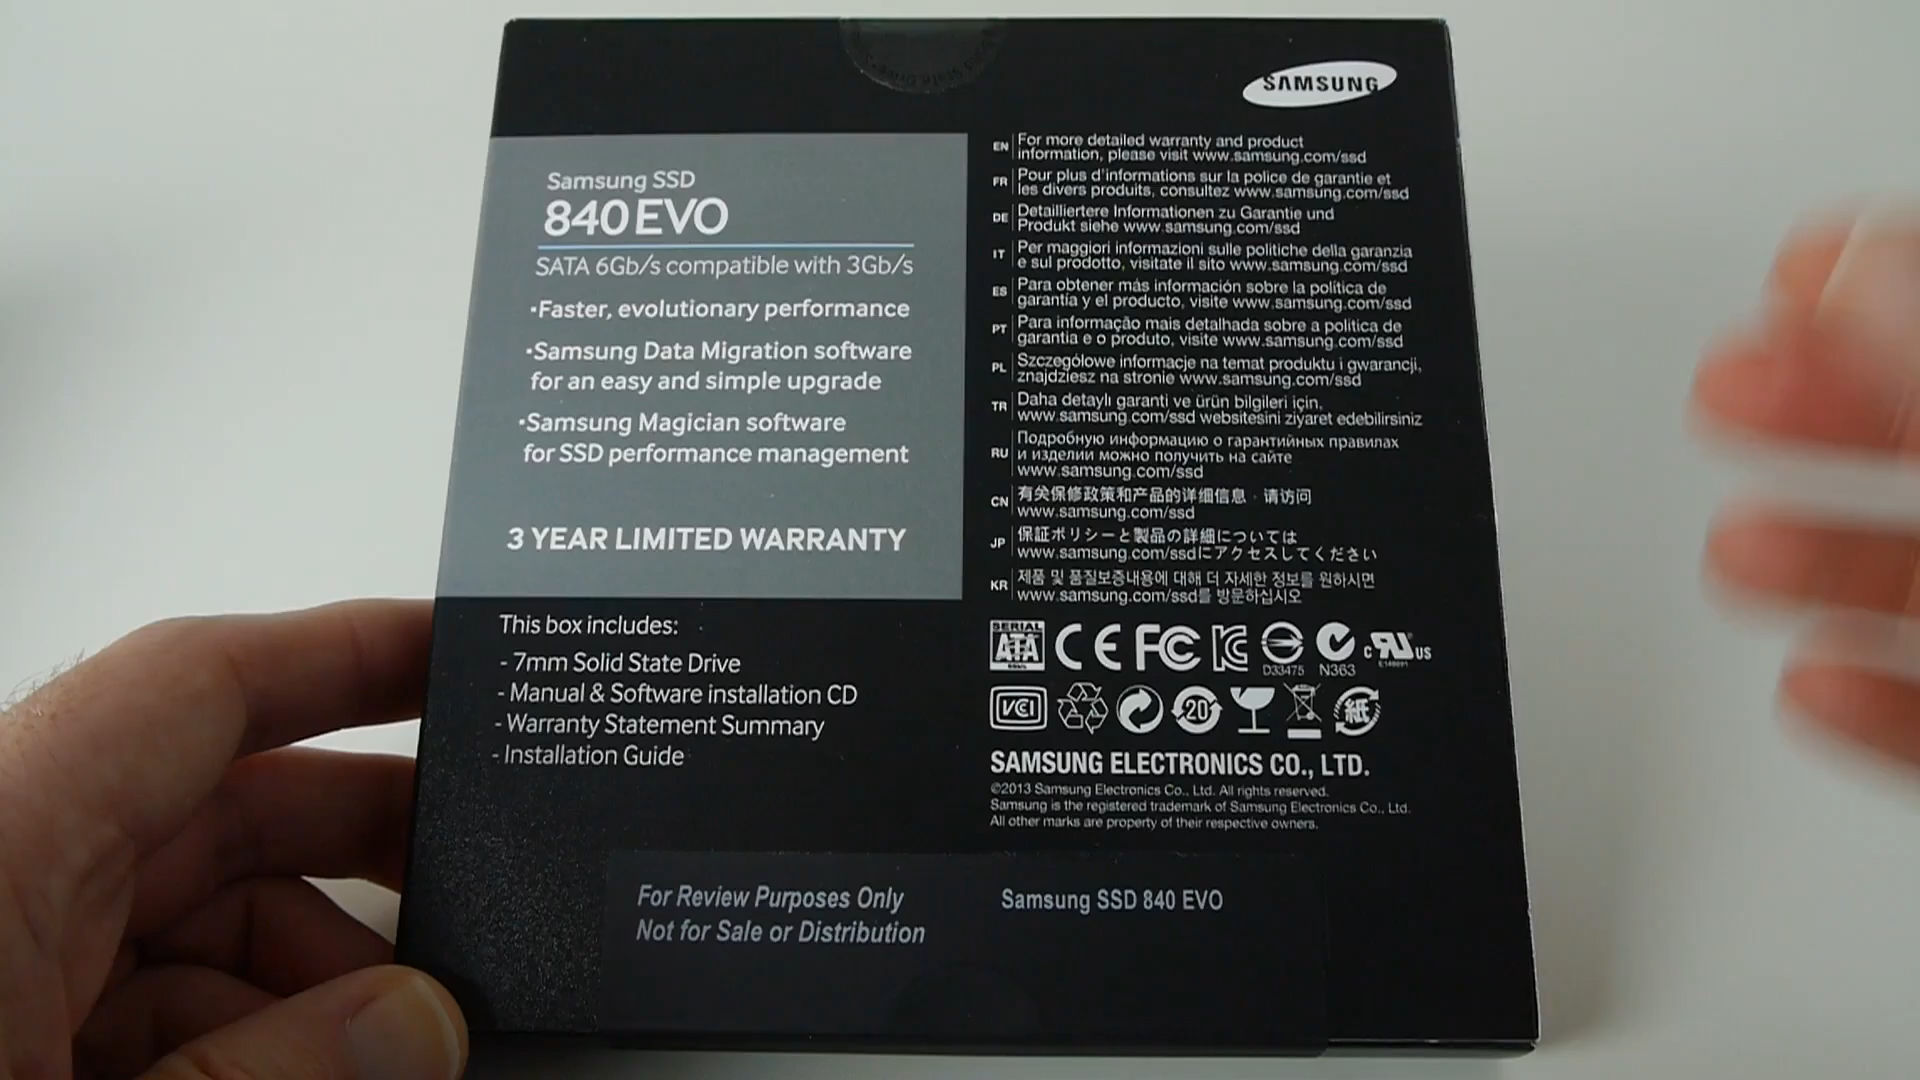 SAMSUNG
Samsung SSD
840 EVO
SATA 6Gb/s compatible with 3Gb/s
·Faster, evolutionary performance
·Samsung Data Migration software
for an easy and simple upgrade
·Samsung Magician software
for SSD performance management
3 YEAR LIMITED WARRANTY
This box includes:
- 7mm Solid State Drive
- Manual & Software installation CD
- Warranty Statement Summary
- Installation Guide
EN For more detailed warranty and product
information, please visit www.samsung.com/ssd
FR Pour plus d'informations sur la police de garantie et
les divers produits, consultez www.samsung.com/ssd
DE Detailliertere Informationen zu Garantie und
Produkt siehe www.samsung.com/ssd
IT Per maggiori informazioni sulle politiche della garanzia
e sul prodotto, visitate il sito www.samsung.com/ssd
ES Para obtener más información sobre la política de
garantía y el producto, visite www.samsung.com/ssd
PT Para informação mais detalhada sobre a política de
garantia e o produto, visite www.samsung.com/ssd
PL Szczegółowe informacje na temat produktu i gwarancji,
znajdziesz na stronie www.samsung.com/ssd
TR Daha detaylı garanti ve ürün bilgileri için,
www.samsung.com/ssd websitesini ziyaret edebilirsiniz
RU Подробную информацию о гарантийных правилах
и изделии можно получить на сайте
www.samsung.com/ssd
CN 有关保修政策和产品的详细信息，请访问
www.samsung.com/ssd
JP 保証ポリシーと製品の詳細については
www.samsung.com/ssdにアクセスしてください
KR 제품 및 품질보증내용에 대해 더 자세한 정보를 원하시면
www.samsung.com/ssd를 방문하십시오
SERIAL ATA CE FC KC D33475 N363 c RU US
VCI 20 紙
SAMSUNG ELECTRONICS CO., LTD.
©2013 Samsung Electronics Co., Ltd. All rights reserved.
Samsung is the registered trademark of Samsung Electronics Co., Ltd.
All other marks are property of their respective owners.
For Review Purposes Only
Not for Sale or Distribution
Samsung SSD 840 EVO